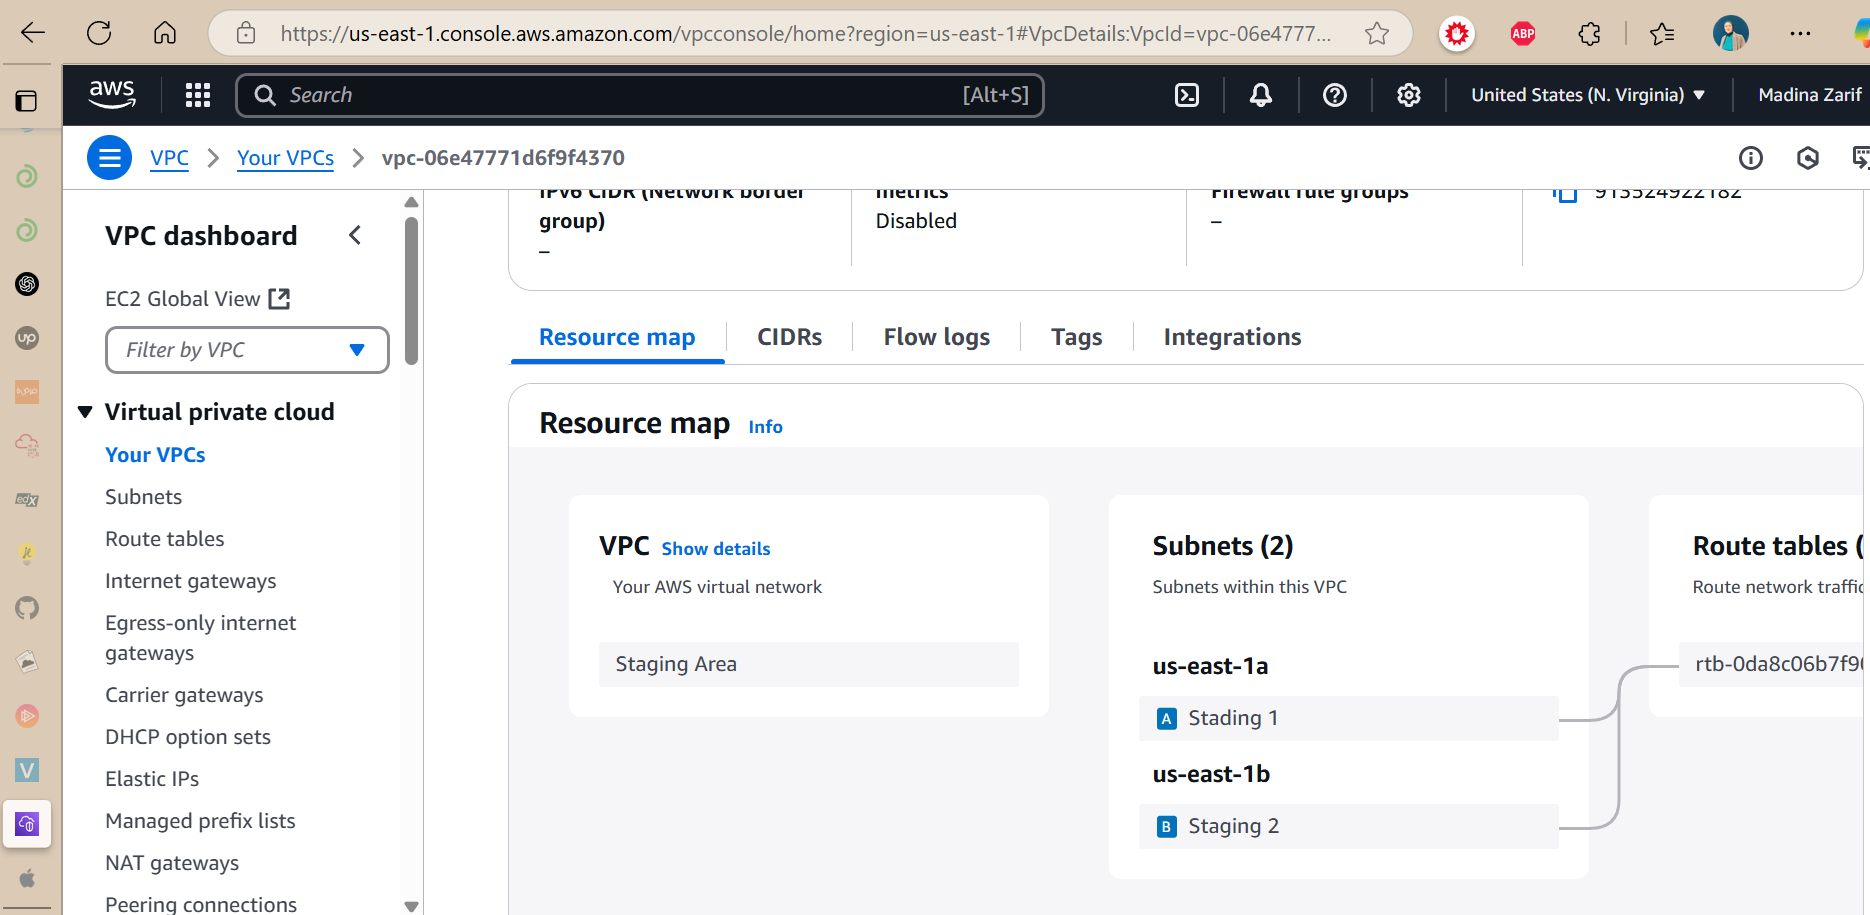 https://us-east-1.console.aws.amazon.com/vpcconsole/home?region=us-east-1#VpcDetails:VpcId=vpc-06e4777...
ABP
aws
Search
[Alt+S]
United States (N. Virginia)
Madina Zarif
VPC
Your VPCs
vpc-06e47771d6f9f4370
VPC dashboard
EC2 Global View
Filter by VPC
Virtual private cloud
Your VPCs
Subnets
Route tables
Internet gateways
Egress-only internet
gateways
Carrier gateways
DHCP option sets
Elastic IPs
Managed prefix lists
NAT gateways
Peering connections
up
edX
V
IPv6 CIDR (Network border
group)
–
metrics
Disabled
Firewall rule groups
–
913524922182
Resource map
CIDRs
Flow logs
Tags
Integrations
Resource map
Info
VPC
Show details
Your AWS virtual network
Staging Area
Subnets (2)
Subnets within this VPC
us-east-1a
A Stading 1
us-east-1b
B Staging 2
Route tables (
Route network traffic
rtb-0da8c06b7f9